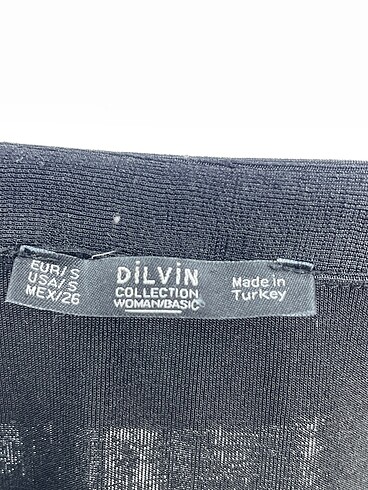 EUR/S
USA/S
MEX/26
DiLViN
COLLECTION
WOMAN/BASIC
Made in
Turkey